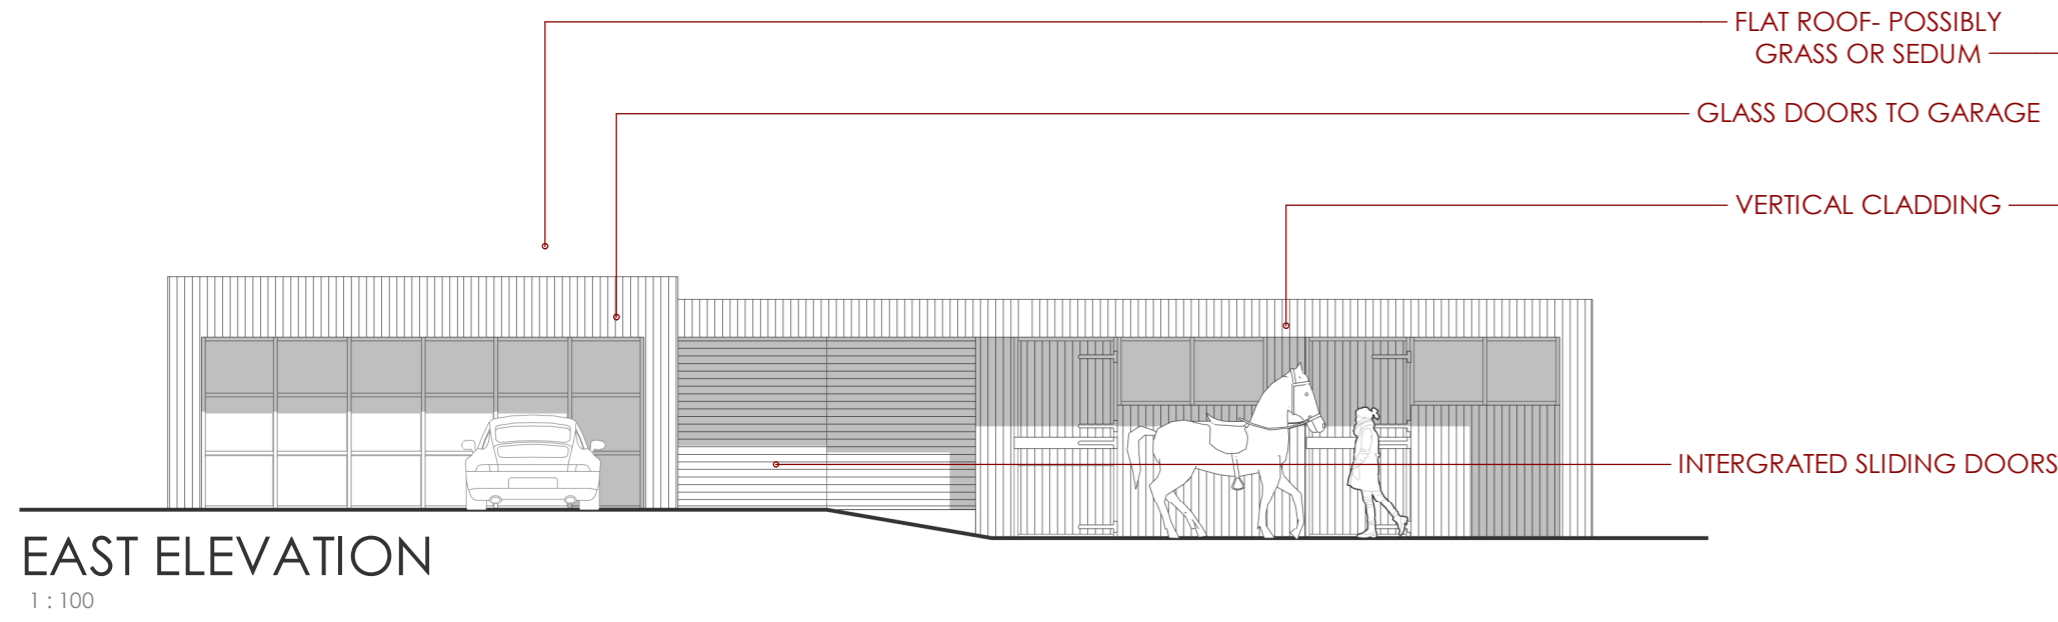 FLAT ROOF- POSSIBLY
GRASS OR SEDUM
GLASS DOORS TO GARAGE
VERTICAL CLADDING
INTERGRATED SLIDING DOORS
EAST ELEVATION
1 : 100